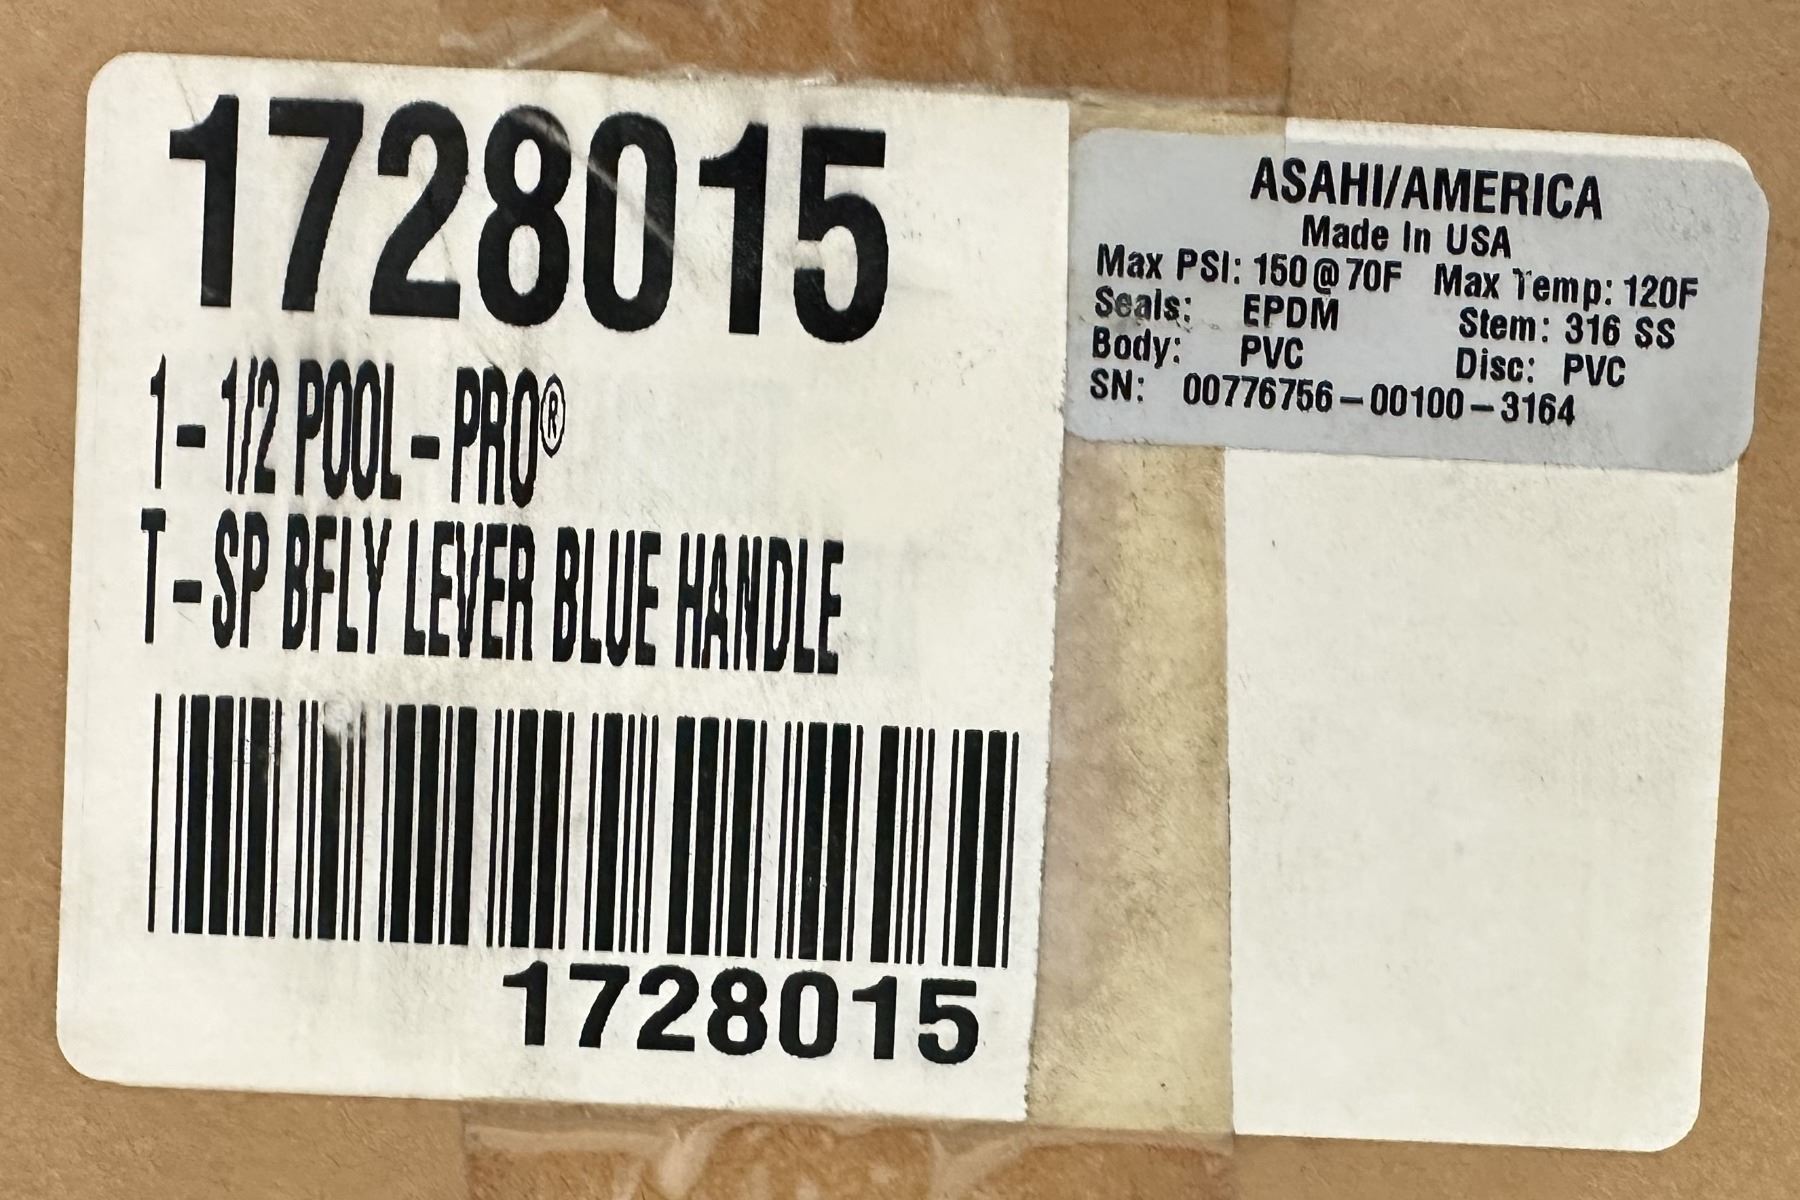 1728015
1-1/2 POOL-PRO®
T-SP BFLY LEVER BLUE HANDLE
1728015
ASAHI/AMERICA
Made In USA
Max PSI: 150@70F Max Temp: 120F
Seals: EPDM Stem: 316 SS
Body: PVC Disc: PVC
SN: 00776756-00100-3164